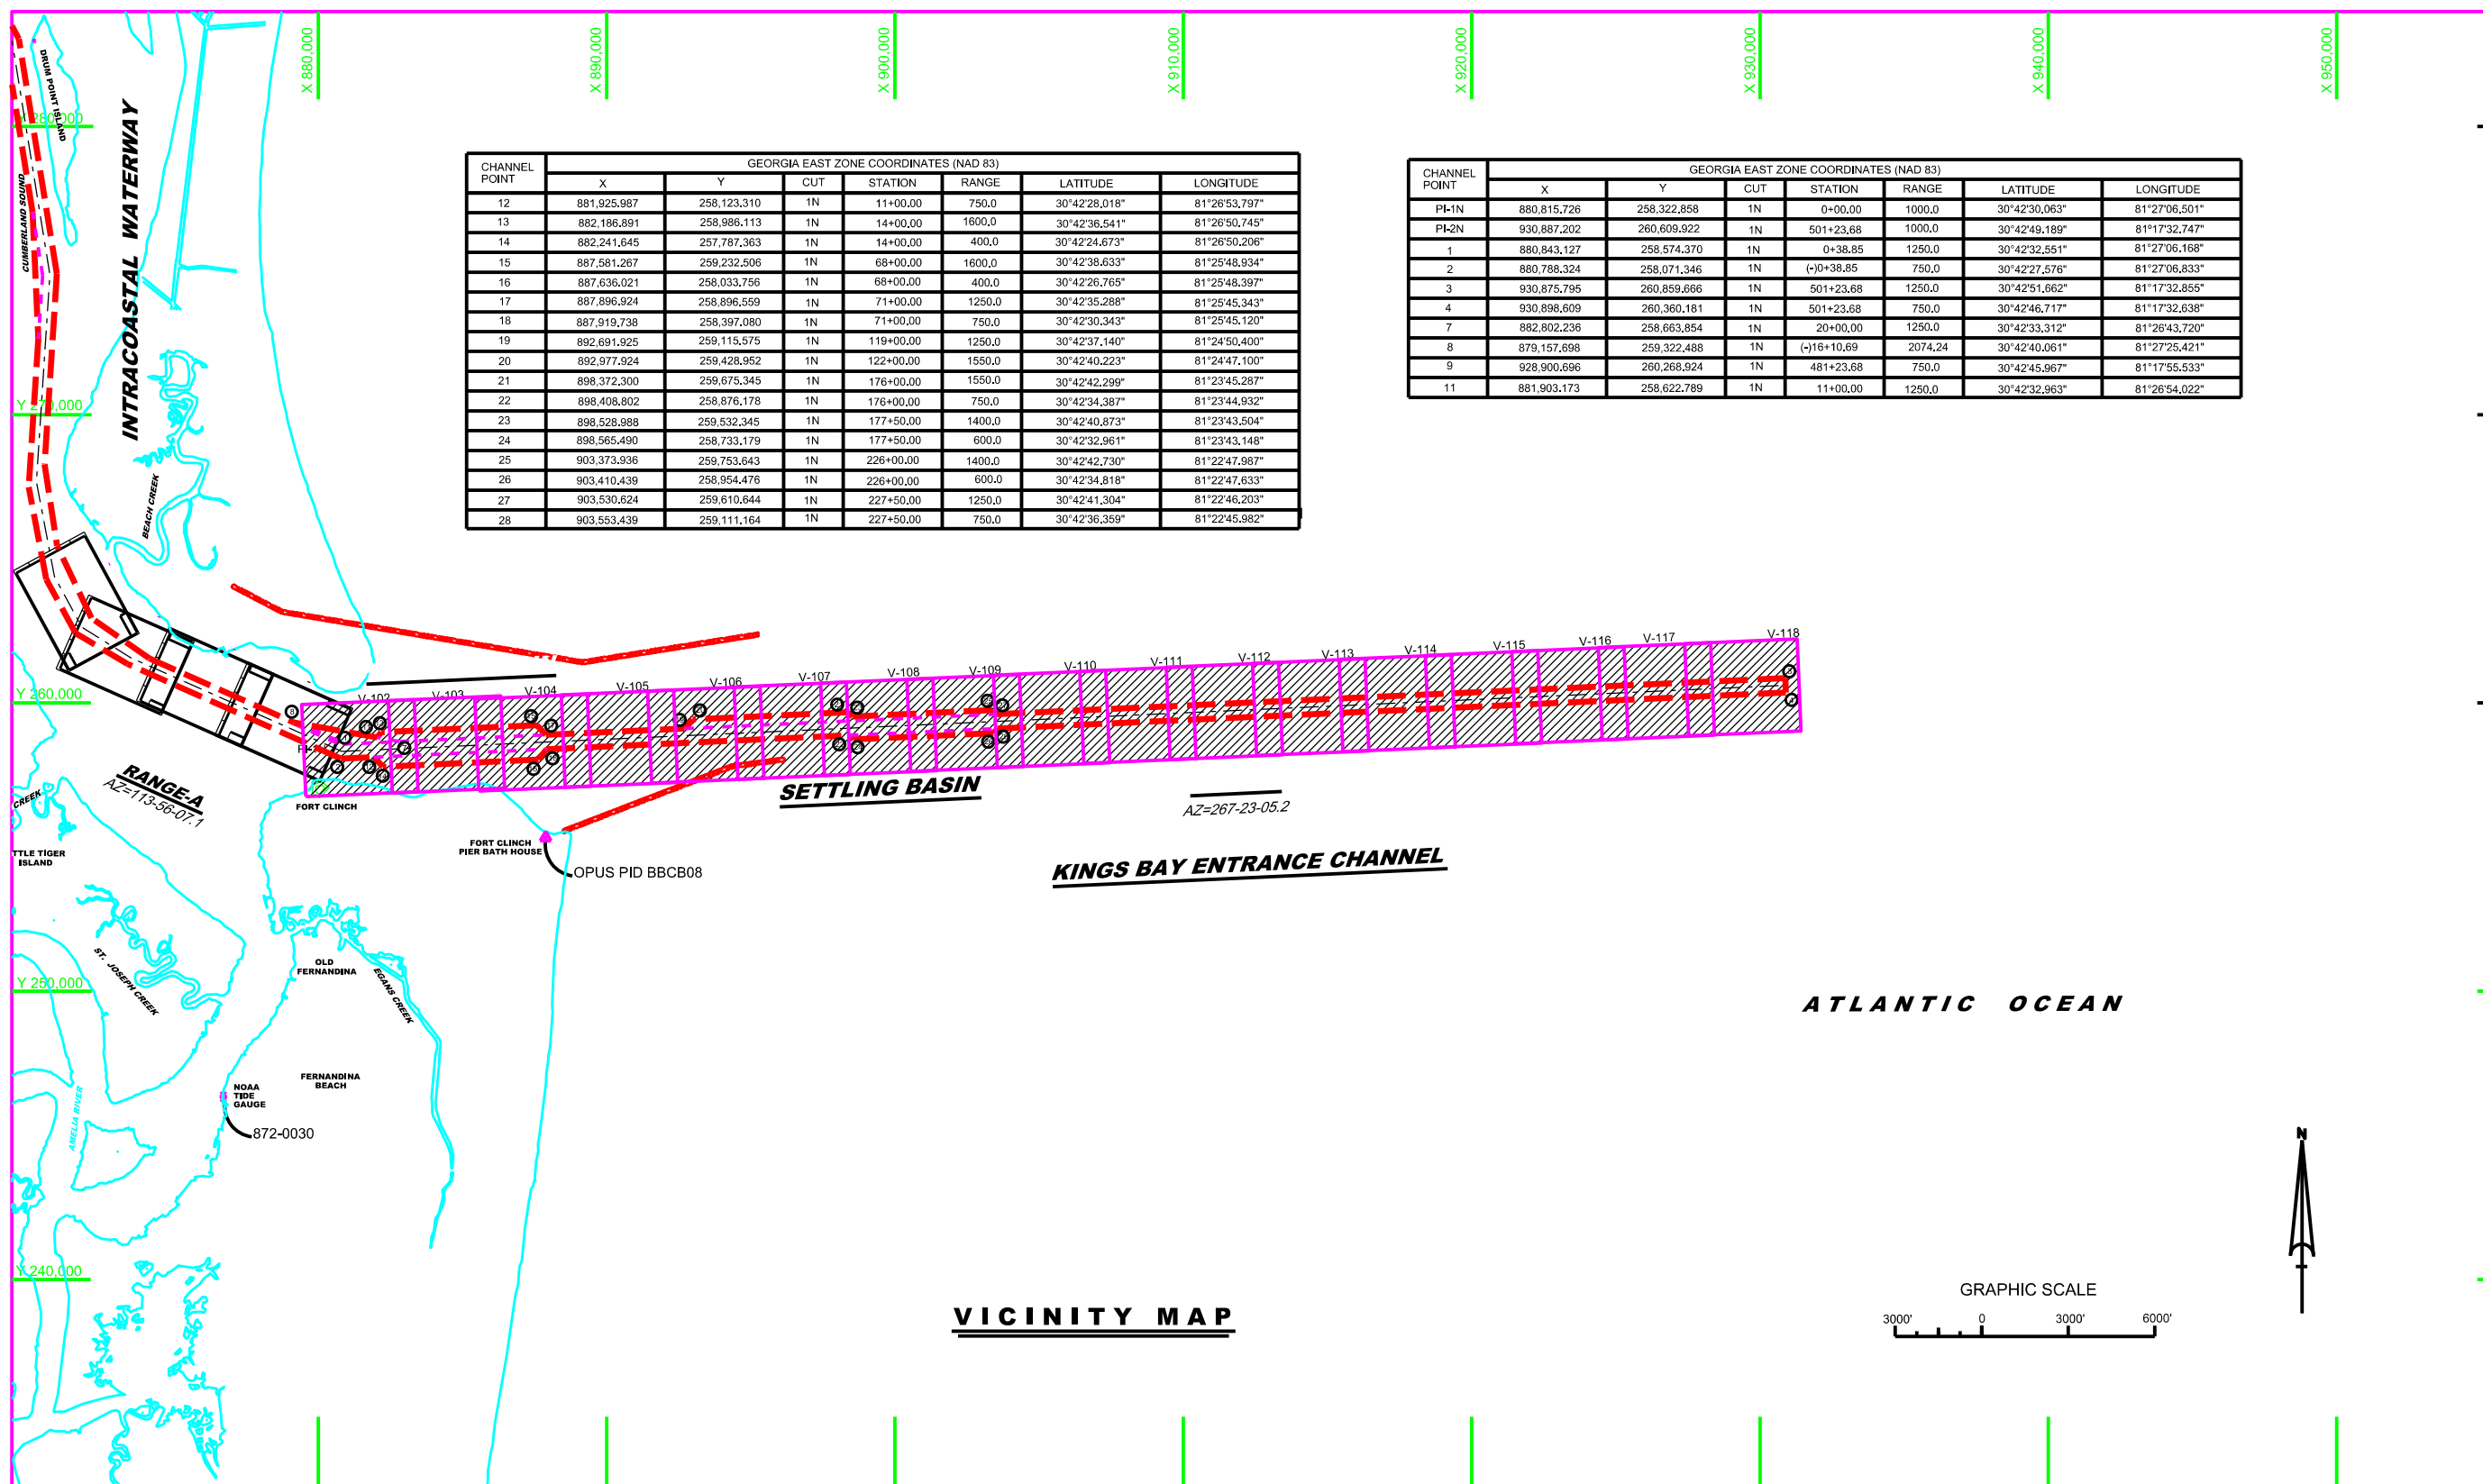 X 880,000
X 890,000
X 900,000
X 910,000
X 920,000
X 930,000
X 940,000
X 950,000
DRUM POINT ISLAND
Y 280,000
CUMBERLAND SOUND
INTRACOASTAL WATERWAY
BEACH CREEK
Y 270,000
CHANNEL POINT GEORGIA EAST ZONE COORDINATES (NAD 83)
X Y CUT STATION RANGE LATITUDE LONGITUDE
12 881,925.987 258,123.310 1N 11+00.00 750.0 30°42'28.018" 81°26'53.797"
13 882,186.891 258,986.113 1N 14+00.00 1600.0 30°42'36.541" 81°26'50.745"
14 882,241.645 257,787.363 1N 14+00.00 400.0 30°42'24.673" 81°26'50.206"
15 887,581.267 259,232.506 1N 68+00.00 1600.0 30°42'38.633" 81°25'48.934"
16 887,636.021 258,033.756 1N 68+00.00 400.0 30°42'26.765" 81°25'48.397"
17 887,896.924 258,896.559 1N 71+00.00 1250.0 30°42'35.288" 81°25'45.343"
18 887,919.738 258,397.080 1N 71+00.00 750.0 30°42'30.343" 81°25'45.120"
19 892,691.925 259,115.575 1N 119+00.00 1250.0 30°42'37.140" 81°24'50.400"
20 892,977.924 259,428.952 1N 122+00.00 1550.0 30°42'40.223" 81°24'47.100"
21 898,372.300 259,675.345 1N 176+00.00 1550.0 30°42'42.299" 81°23'45.287"
22 898,408.802 258,876.178 1N 176+00.00 750.0 30°42'34.387" 81°23'44.932"
23 898,528.988 259,532.345 1N 177+50.00 1400.0 30°42'40.873" 81°23'43.504"
24 898,565.490 258,733.179 1N 177+50.00 600.0 30°42'32.961" 81°23'43.148"
25 903,373.936 259,753.643 1N 226+00.00 1400.0 30°42'42.730" 81°22'47.987"
26 903,410.439 258,954.476 1N 226+00.00 600.0 30°42'34.818" 81°22'47.633"
27 903,530.624 259,610.644 1N 227+50.00 1250.0 30°42'41.304" 81°22'46.203"
28 903,553.439 259,111.164 1N 227+50.00 750.0 30°42'36.359" 81°22'45.982"
CHANNEL POINT GEORGIA EAST ZONE COORDINATES (NAD 83)
X Y CUT STATION RANGE LATITUDE LONGITUDE
PI-1N 880,815.726 258,322.858 1N 0+00.00 1000.0 30°42'30.063" 81°27'06.501"
PI-2N 930,887.202 260,609.922 1N 501+23.68 1000.0 30°42'49.189" 81°17'32.747"
1 880,843.127 258,574.370 1N 0+38.85 1250.0 30°42'32.551" 81°27'06.168"
2 880,788.324 258,071.346 1N (-)0+38.85 750.0 30°42'27.576" 81°27'06.833"
3 930,875.795 260,859.666 1N 501+23.68 1250.0 30°42'51.662" 81°17'32.855"
4 930,898.609 260,360.181 1N 501+23.68 750.0 30°42'46.717" 81°17'32.638"
7 882,802.236 258,663.854 1N 20+00.00 1250.0 30°42'33.312" 81°26'43.720"
8 879,157.698 259,322.488 1N (-)16+10.69 2074.24 30°42'40.061" 81°27'25.421"
9 928,900.696 260,268.924 1N 481+23.68 750.0 30°42'45.967" 81°17'55.533"
11 881,903.173 258,622.789 1N 11+00.00 1250.0 30°42'32.963" 81°26'54.022"
Y 260,000
V-102
V-103
V-104
V-105
V-106
V-107
V-108
V-109
V-110
V-111
V-112
V-113
V-114
V-115
V-116
V-117
V-118
RANGE-A
AZ=113-56-07.1
CREEK
FORT CLINCH
SETTLING BASIN
AZ=267-23-05.2
TTLE TIGER
ISLAND
FORT CLINCH
PIER BATH HOUSE
OPUS PID BBCB08
KINGS BAY ENTRANCE CHANNEL
ST. JOSEPH CREEK
OLD
FERNANDINA
EGANS CREEK
Y 250,000
ATLANTIC OCEAN
FERNANDINA
BEACH
NOAA
TIDE
GAUGE
872-0030
AMELIA RIVER
N
Y 240,000
GRAPHIC SCALE
3000' 0 3000' 6000'
VICINITY MAP